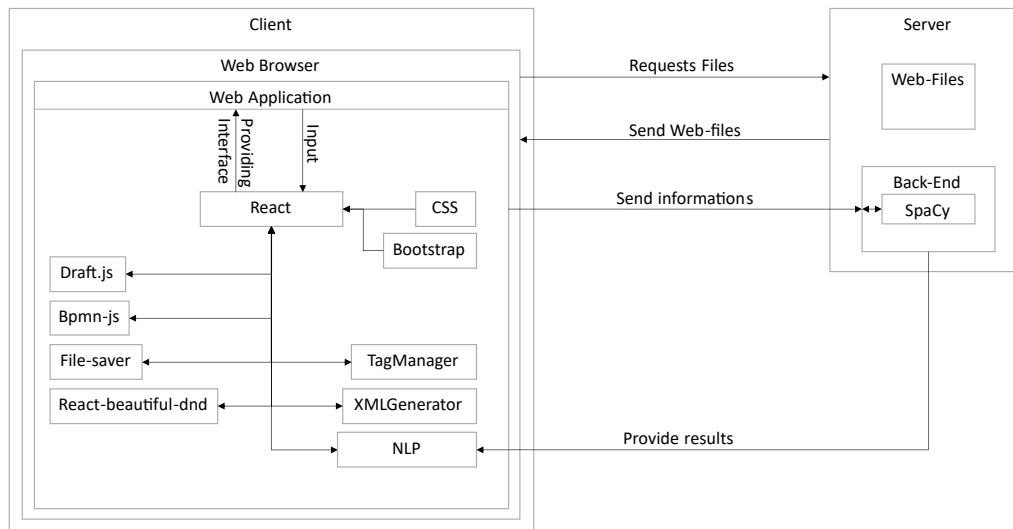 Client
Server
Web Browser
Requests Files
Web-Files
Web Application
Providing
Interface
Input
Send Web-files
Back-End
React
CSS
Send informations
SpaCy
Bootstrap
Draft.js
Bpmn-js
File-saver
TagManager
React-beautiful-dnd
XMLGenerator
NLP
Provide results